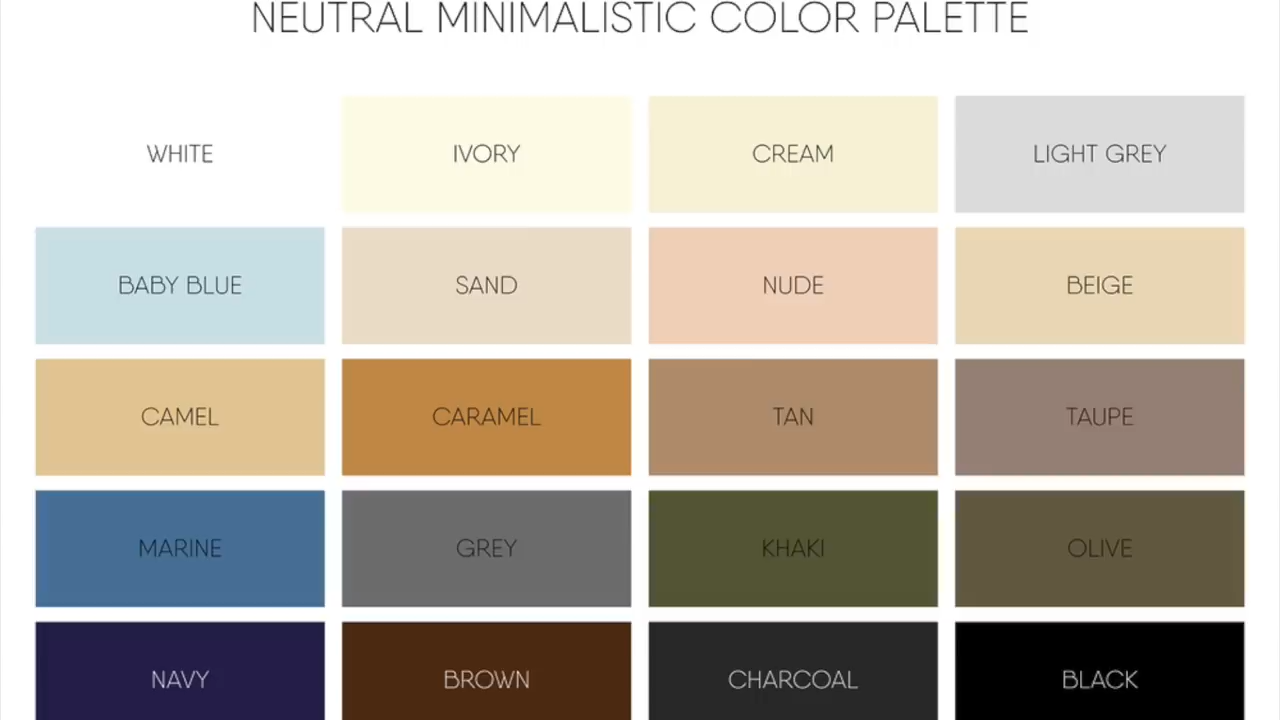 NEUTRAL MINIMALISTIC COLOR PALETTE
WHITE
IVORY
CREAM
LIGHT GREY
BABY BLUE
SAND
NUDE
BEIGE
CAMEL
CARAMEL
TAN
TAUPE
MARINE
GREY
KHAKI
OLIVE
NAVY
BROWN
CHARCOAL
BLACK